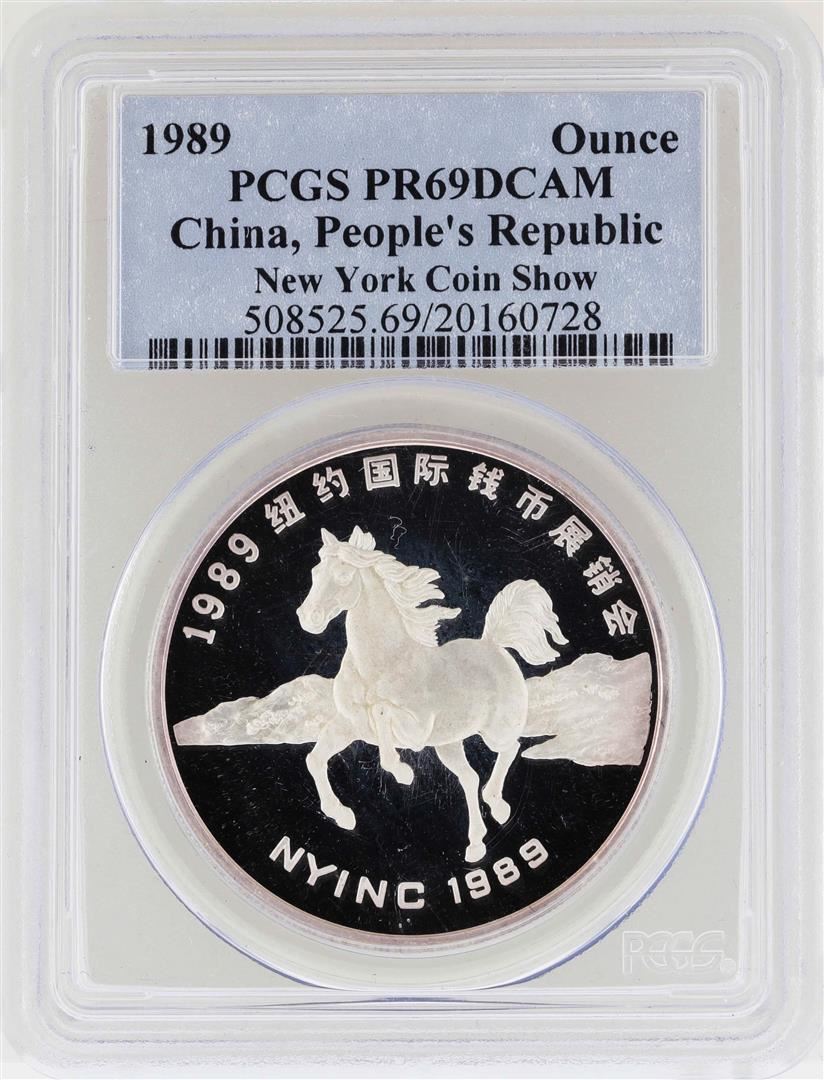 1989 Ounce
PCGS PR69DCAM
China, People's Republic
New York Coin Show
508525.69/20160728
1989 纽约国际钱币展销会
NYINC 1989
PCGS